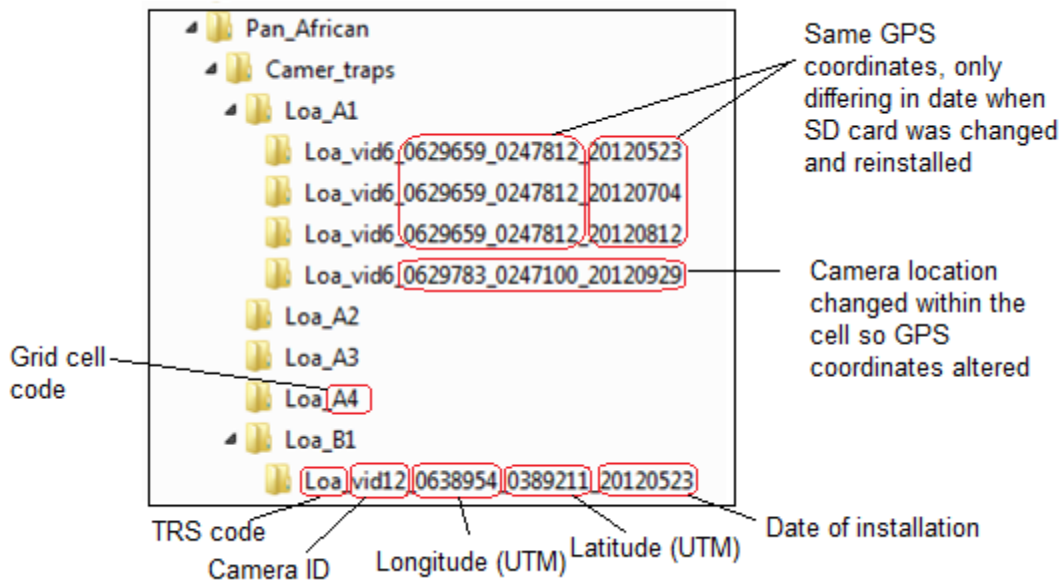 Pan_African
Camer_traps
Loa_A1
Loa_vid6_0629659_0247812_20120523
Loa_vid6_0629659_0247812_20120704
Loa_vid6_0629659_0247812_20120812
Loa_vid6_0629783_0247100_20120929
Loa_A2
Loa_A3
Loa_A4
Loa_B1
Loa_vid12_0638954_0389211_20120523
Same GPS
coordinates, only
differing in date when
SD card was changed
and reinstalled
Camera location
changed within the
cell so GPS
coordinates altered
Grid cell
code
TRS code
Camera ID
Longitude (UTM)
Latitude (UTM)
Date of installation